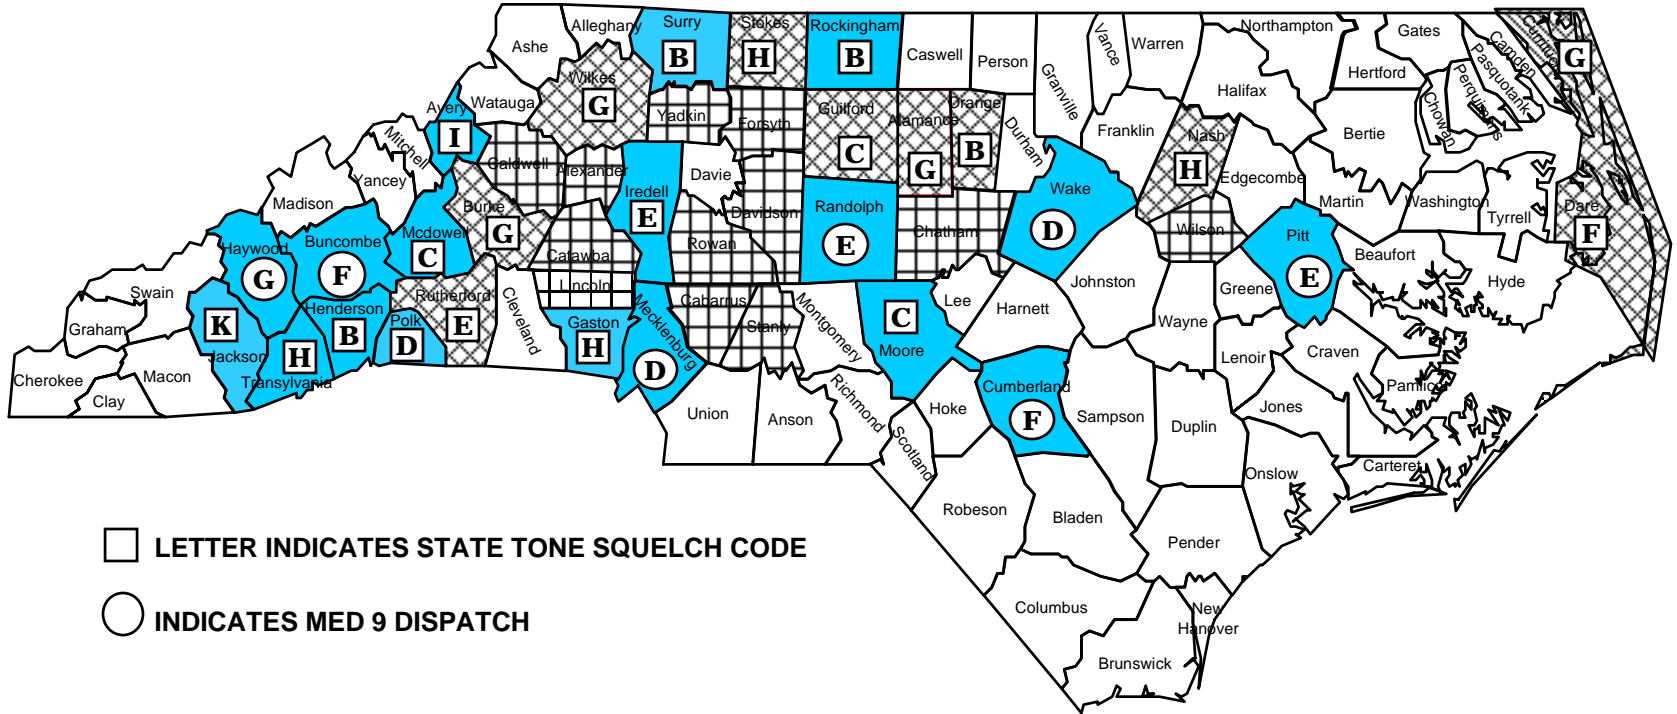 Alleghany
Surry
Stokes
Rockingham
Northampton
Gates
Camden
Currituck
Ashe
B
H
B
Caswell
Person
Vance
Warren
Hertford
Pasquotank
G
Wilkes
G
Granville
Halifax
Perquimans
Chowan
Watauga
Avery
I
Yadkin
Forsyth
Guilford
C
Alamance
G
Orange
B
Durham
Franklin
Nash
H
Bertie
Mitchell
Caldwell
Alexander
Iredell
E
Davie
Yancey
Wake
D
Edgecombe
Madison
Burke
G
Davidson
Randolph
E
Martin
Washington
Tyrrell
Dare
F
Haywood
G
Buncombe
F
Mcdowell
C
Catawba
Rowan
Chatham
Wilson
Pitt
E
Beaufort
Swain
Lincoln
Johnston
Greene
Hyde
Rutherford
E
Cleveland
Mecklenburg
D
Cabarrus
Stanly
Montgomery
Lee
Harnett
Henderson
B
Polk
D
Gaston
H
C
Moore
Wayne
Graham
K
Jackson
H
Transylvania
Lenoir
Craven
Cherokee
Macon
Clay
Pamlico
Union
Anson
Richmond
Scotland
Hoke
Cumberland
F
Sampson
Duplin
Jones
Onslow
Carteret
Robeson
Bladen
Pender
LETTER INDICATES STATE TONE SQUELCH CODE
Columbus
New
Hanover
INDICATES MED 9 DISPATCH
Brunswick